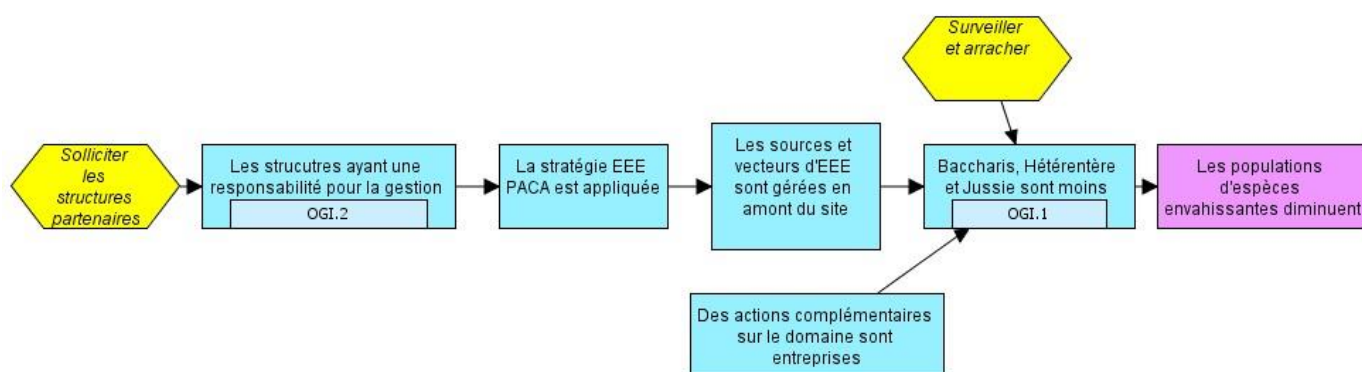 Surveiller
et arracher
Solliciter
les
structures
partenaires
Les strucutres ayant une
responsabilité pour la gestion
OGI.2
La stratégie EEE
PACA est appliquée
Les sources et
vecteurs d'EEE
sont gérées en
amont du site
Baccharis, Hétérentère
et Jussie sont moins
OGI.1
Les populations
d'espèces
envahissantes diminuent
Des actions complémentaires
sur le domaine sont
entreprises